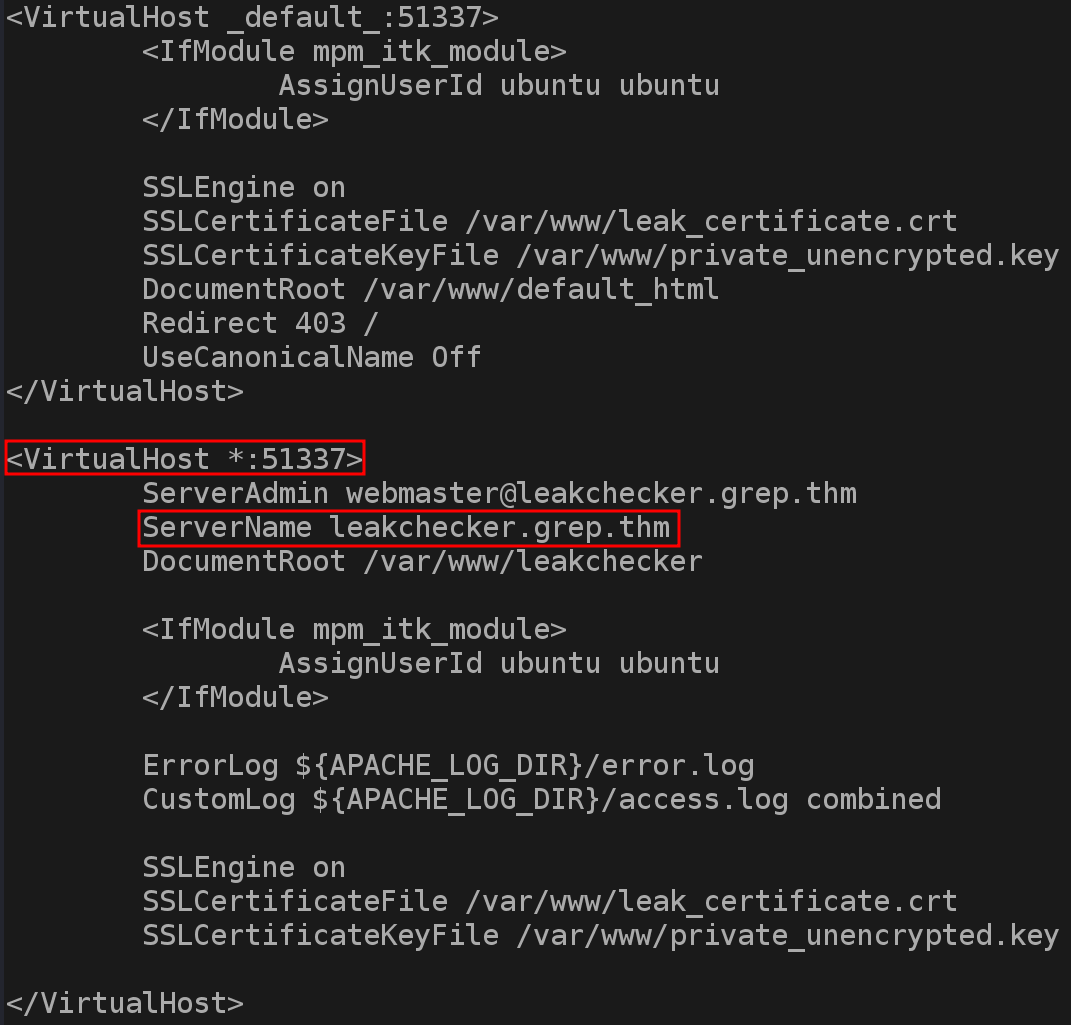 <VirtualHost _default_:51337>
        <IfModule mpm_itk_module>
                AssignUserId ubuntu ubuntu
        </IfModule>

        SSLEngine on
        SSLCertificateFile /var/www/leak_certificate.crt
        SSLCertificateKeyFile /var/www/private_unencrypted.key
        DocumentRoot /var/www/default_html
        Redirect 403 /
        UseCanonicalName Off
</VirtualHost>

<VirtualHost *:51337>
        ServerAdmin webmaster@leakchecker.grep.thm
        ServerName leakchecker.grep.thm
        DocumentRoot /var/www/leakchecker

        <IfModule mpm_itk_module>
                AssignUserId ubuntu ubuntu
        </IfModule>

        ErrorLog ${APACHE_LOG_DIR}/error.log
        CustomLog ${APACHE_LOG_DIR}/access.log combined

        SSLEngine on
        SSLCertificateFile /var/www/leak_certificate.crt
        SSLCertificateKeyFile /var/www/private_unencrypted.key

</VirtualHost>